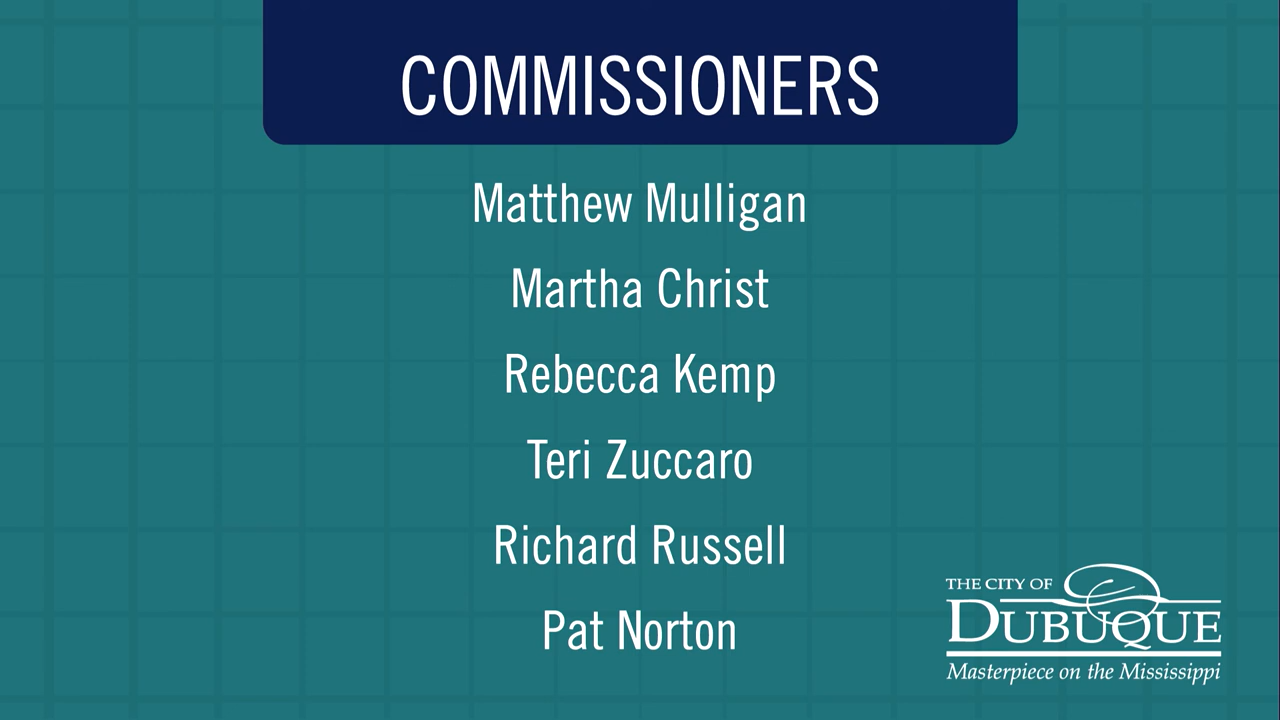 COMMISSIONERS
Matthew Mulligan
Martha Christ
Rebecca Kemp
Teri Zuccaro
Richard Russell
Pat Norton
THE CITY OF
DUBUQUE
Masterpiece on the Mississippi